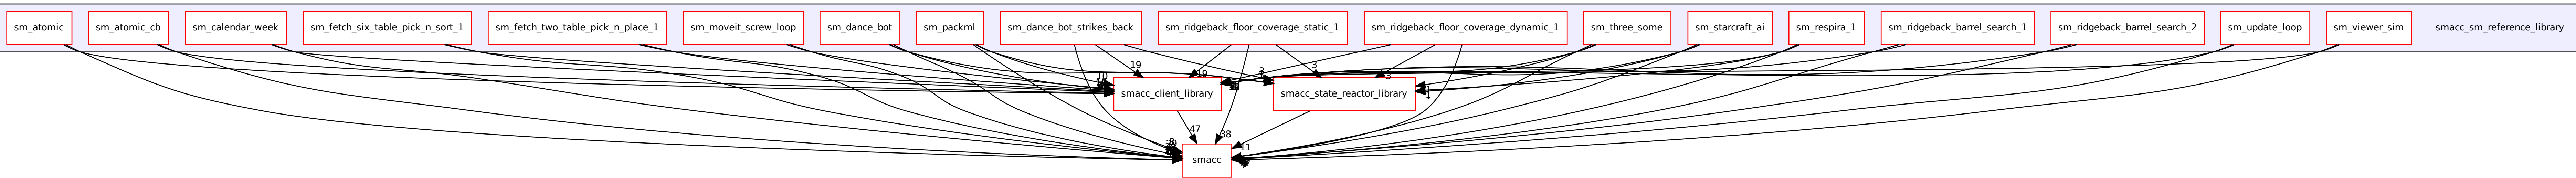 sm_atomic
sm_atomic_cb
sm_calendar_week
sm_fetch_six_table_pick_n_sort_1
sm_fetch_two_table_pick_n_place_1
sm_moveit_screw_loop
sm_dance_bot
sm_packml
sm_dance_bot_strikes_back
sm_ridgeback_floor_coverage_static_1
sm_ridgeback_floor_coverage_dynamic_1
sm_three_some
sm_starcraft_ai
sm_respira_1
sm_ridgeback_barrel_search_1
sm_ridgeback_barrel_search_2
sm_update_loop
sm_viewer_sim
smacc_sm_reference_library
19
19
3
3
smacc_client_library
smacc_state_reactor_library
1
47
38
11
smacc